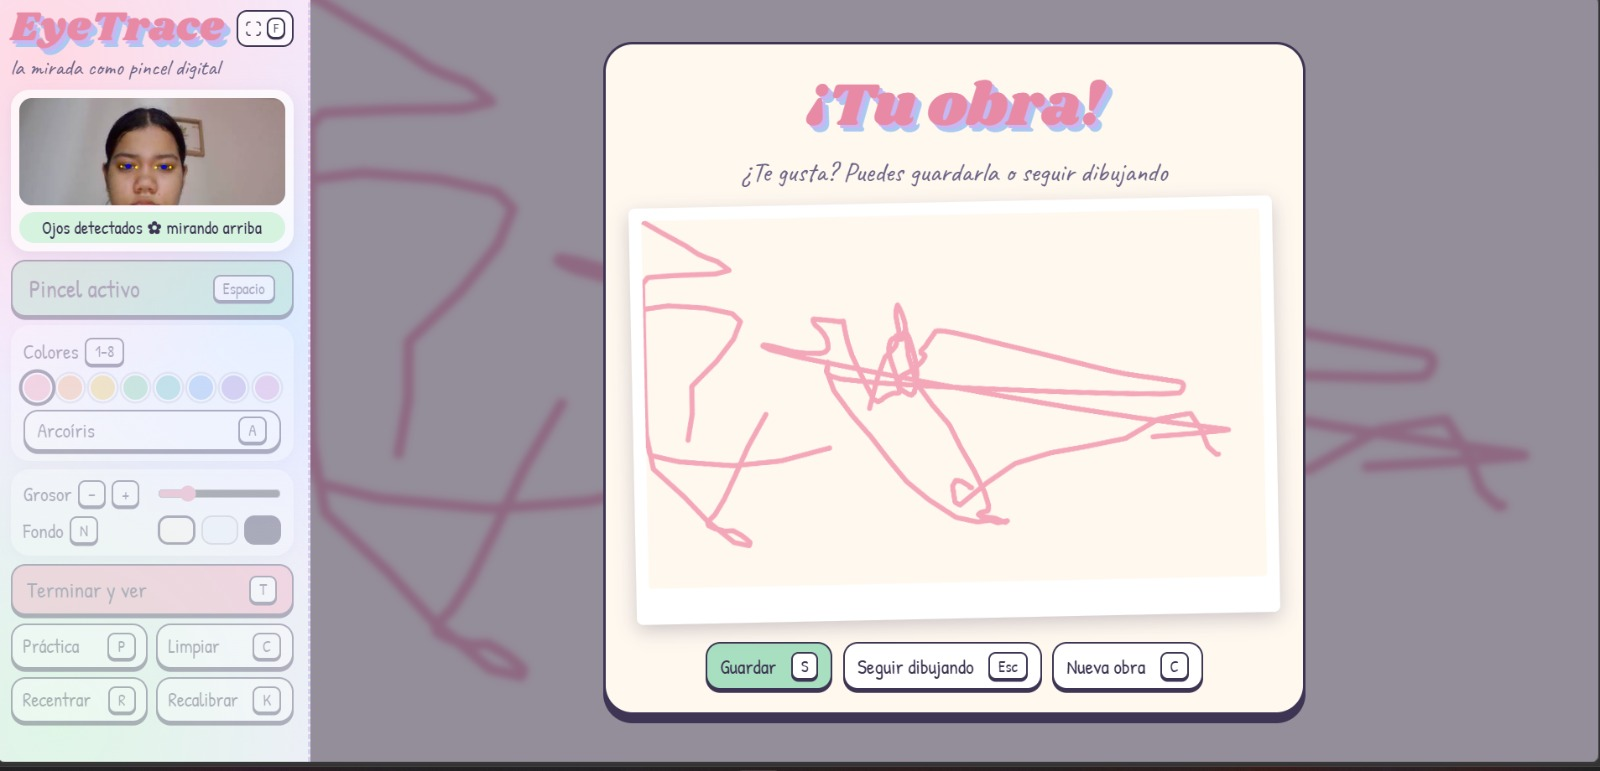 EyeTrace F
la mirada como pincel digital
Ojos detectados ✿ mirando arriba
Pincel activo Espacio
Colores 1-8
Arcoíris A
Grosor - +
Fondo N
Terminar y ver T
Práctica P Limpiar C
Recentrar R Recalibrar K
¡Tu obra!
¿Te gusta? Puedes guardarla o seguir dibujando
Guardar S Seguir dibujando Esc Nueva obra C